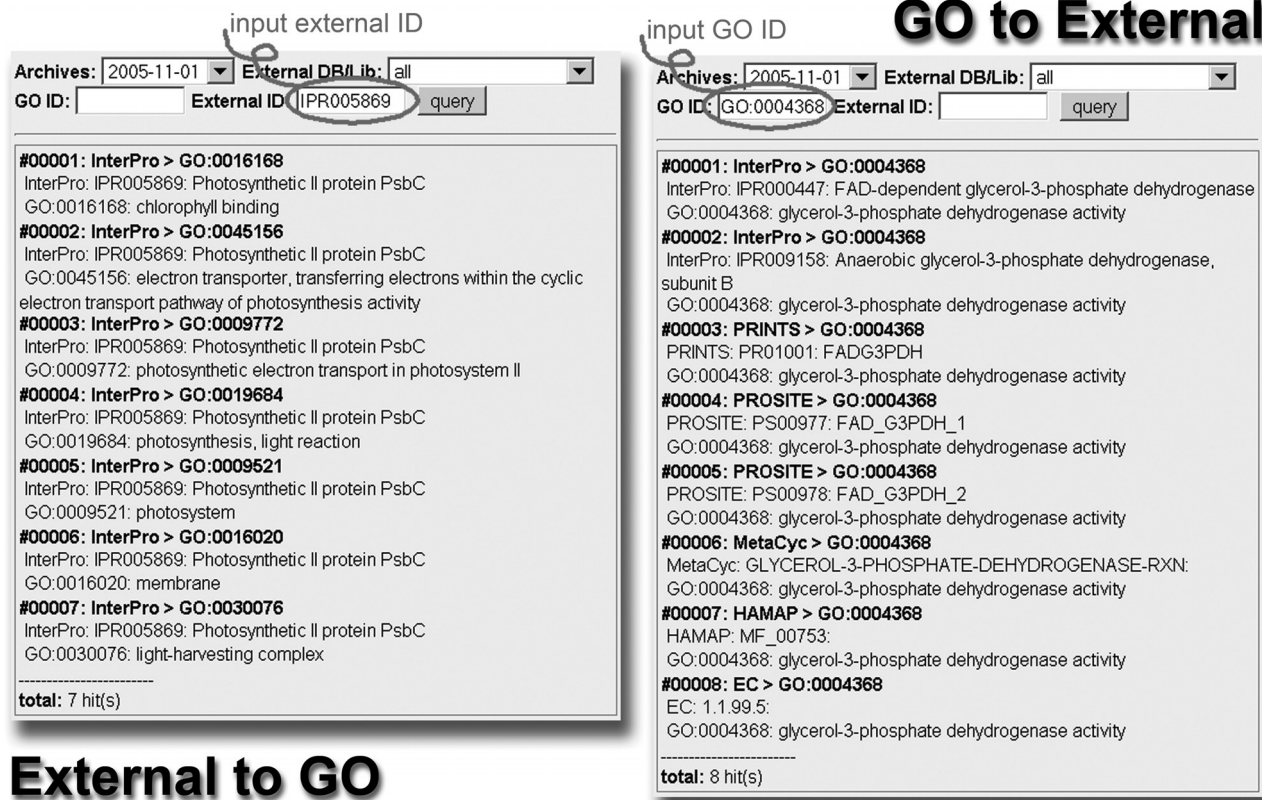 input external ID
Archives: 2005-11-01 External DB/Lib: all
GO ID: External ID: IPR005869 query
#00001: InterPro > GO:0016168
InterPro: IPR005869: Photosynthetic II protein PsbC
GO:0016168: chlorophyll binding
#00002: InterPro > GO:0045156
InterPro: IPR005869: Photosynthetic II protein PsbC
GO:0045156: electron transporter, transferring electrons within the cyclic
electron transport pathway of photosynthesis activity
#00003: InterPro > GO:0009772
InterPro: IPR005869: Photosynthetic II protein PsbC
GO:0009772: photosynthetic electron transport in photosystem II
#00004: InterPro > GO:0019684
InterPro: IPR005869: Photosynthetic II protein PsbC
GO:0019684: photosynthesis, light reaction
#00005: InterPro > GO:0009521
InterPro: IPR005869: Photosynthetic II protein PsbC
GO:0009521: photosystem
#00006: InterPro > GO:0016020
InterPro: IPR005869: Photosynthetic II protein PsbC
GO:0016020: membrane
#00007: InterPro > GO:0030076
InterPro: IPR005869: Photosynthetic II protein PsbC
GO:0030076: light-harvesting complex
------------------------
total: 7 hit(s)
External to GO
GO to External
input GO ID
Archives: 2005-11-01 External DB/Lib: all
GO ID: GO:0004368 External ID: query
#00001: InterPro > GO:0004368
InterPro: IPR000447: FAD-dependent glycerol-3-phosphate dehydrogenase
GO:0004368: glycerol-3-phosphate dehydrogenase activity
#00002: InterPro > GO:0004368
InterPro: IPR009158: Anaerobic glycerol-3-phosphate dehydrogenase,
subunit B
GO:0004368: glycerol-3-phosphate dehydrogenase activity
#00003: PRINTS > GO:0004368
PRINTS: PR01001: FADG3PDH
GO:0004368: glycerol-3-phosphate dehydrogenase activity
#00004: PROSITE > GO:0004368
PROSITE: PS00977: FAD_G3PDH_1
GO:0004368: glycerol-3-phosphate dehydrogenase activity
#00005: PROSITE > GO:0004368
PROSITE: PS00978: FAD_G3PDH_2
GO:0004368: glycerol-3-phosphate dehydrogenase activity
#00006: MetaCyc > GO:0004368
MetaCyc: GLYCEROL-3-PHOSPHATE-DEHYDROGENASE-RXN:
GO:0004368: glycerol-3-phosphate dehydrogenase activity
#00007: HAMAP > GO:0004368
HAMAP: MF_00753:
GO:0004368: glycerol-3-phosphate dehydrogenase activity
#00008: EC > GO:0004368
EC: 1.1.99.5:
GO:0004368: glycerol-3-phosphate dehydrogenase activity
------------------------
total: 8 hit(s)